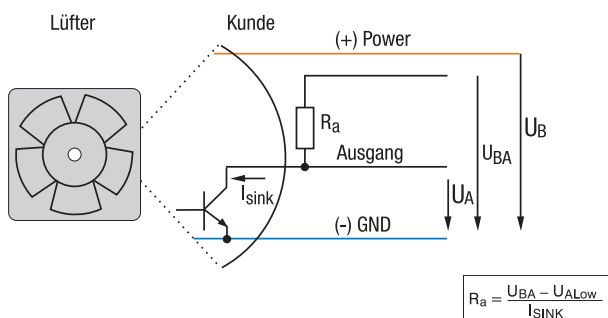 Lüfter
Kunde
(+) Power
Ra
Ausgang
Isink
UA
UBA
UB
(-) GND
Ra = UBA – UALow / ISINK